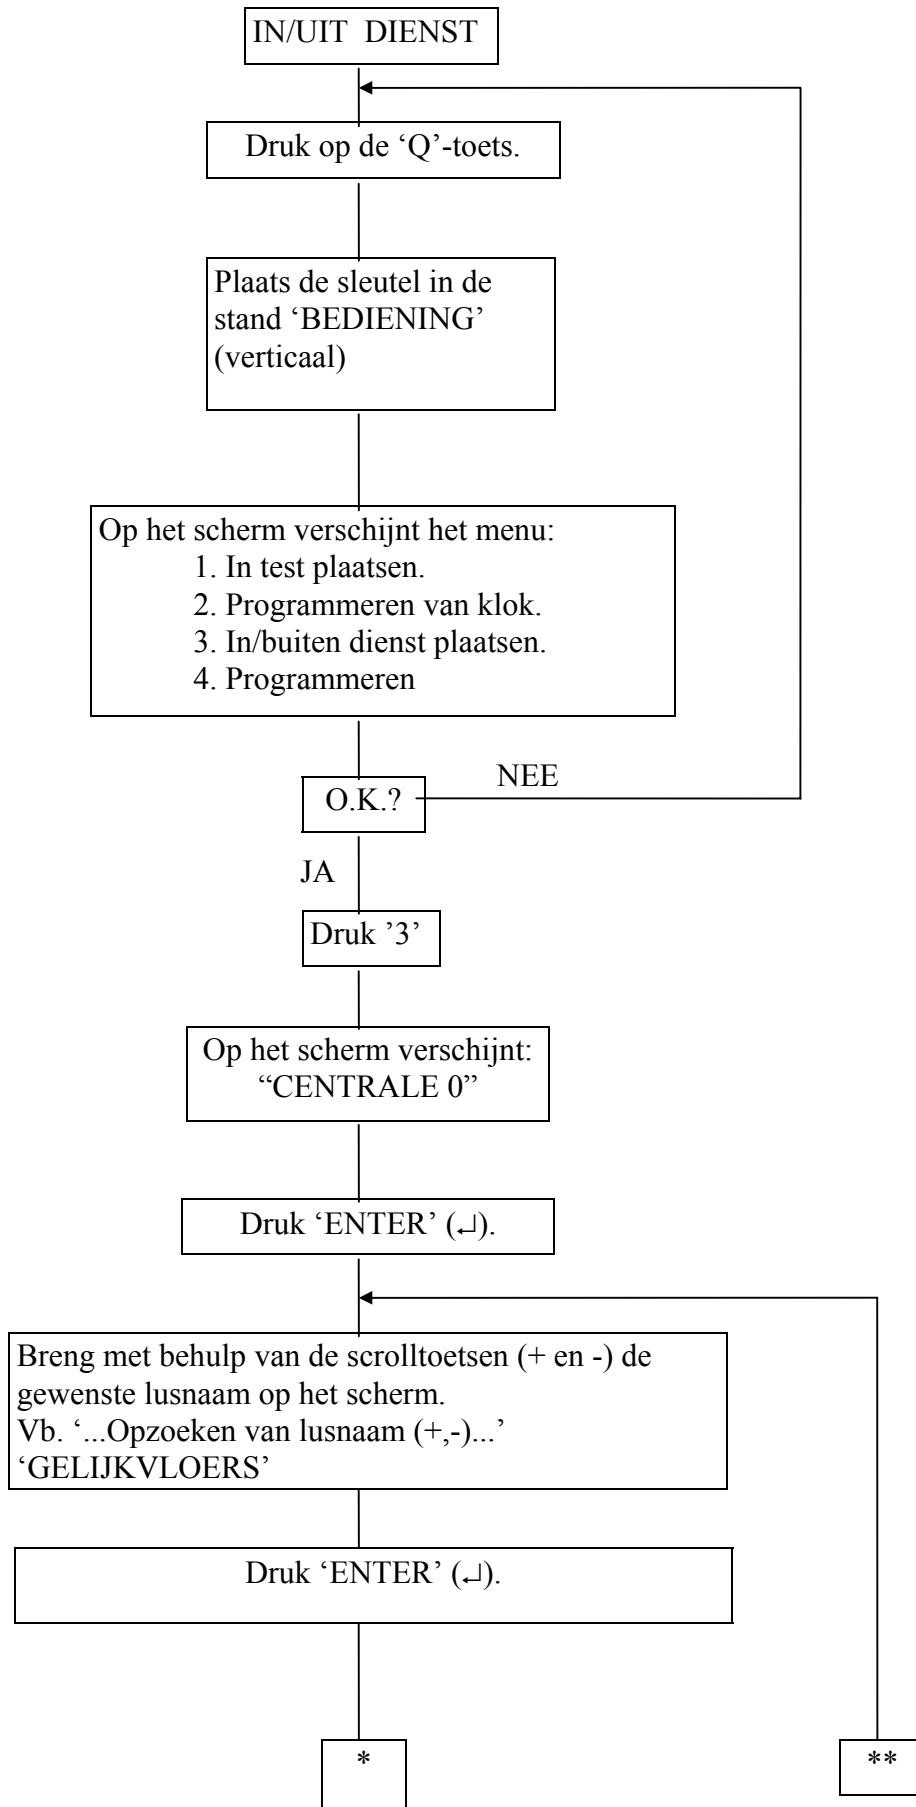 IN/UIT DIENST
Druk op de ‘Q’-toets.
Plaats de sleutel in de
stand ‘BEDIENING’
(verticaal)
Op het scherm verschijnt het menu:
1. In test plaatsen.
2. Programmeren van klok.
3. In/buiten dienst plaatsen.
4. Programmeren
O.K.?
NEE
JA
Druk ’3’
Op het scherm verschijnt:
“CENTRALE 0”
Druk ‘ENTER’ (↵).
Breng met behulp van de scrolltoetsen (+ en -) de
gewenste lusnaam op het scherm.
Vb. ‘...Opzoeken van lusnaam (+,-)...’
‘GELIJKVLOERS’
Druk ‘ENTER’ (↵).
*
**